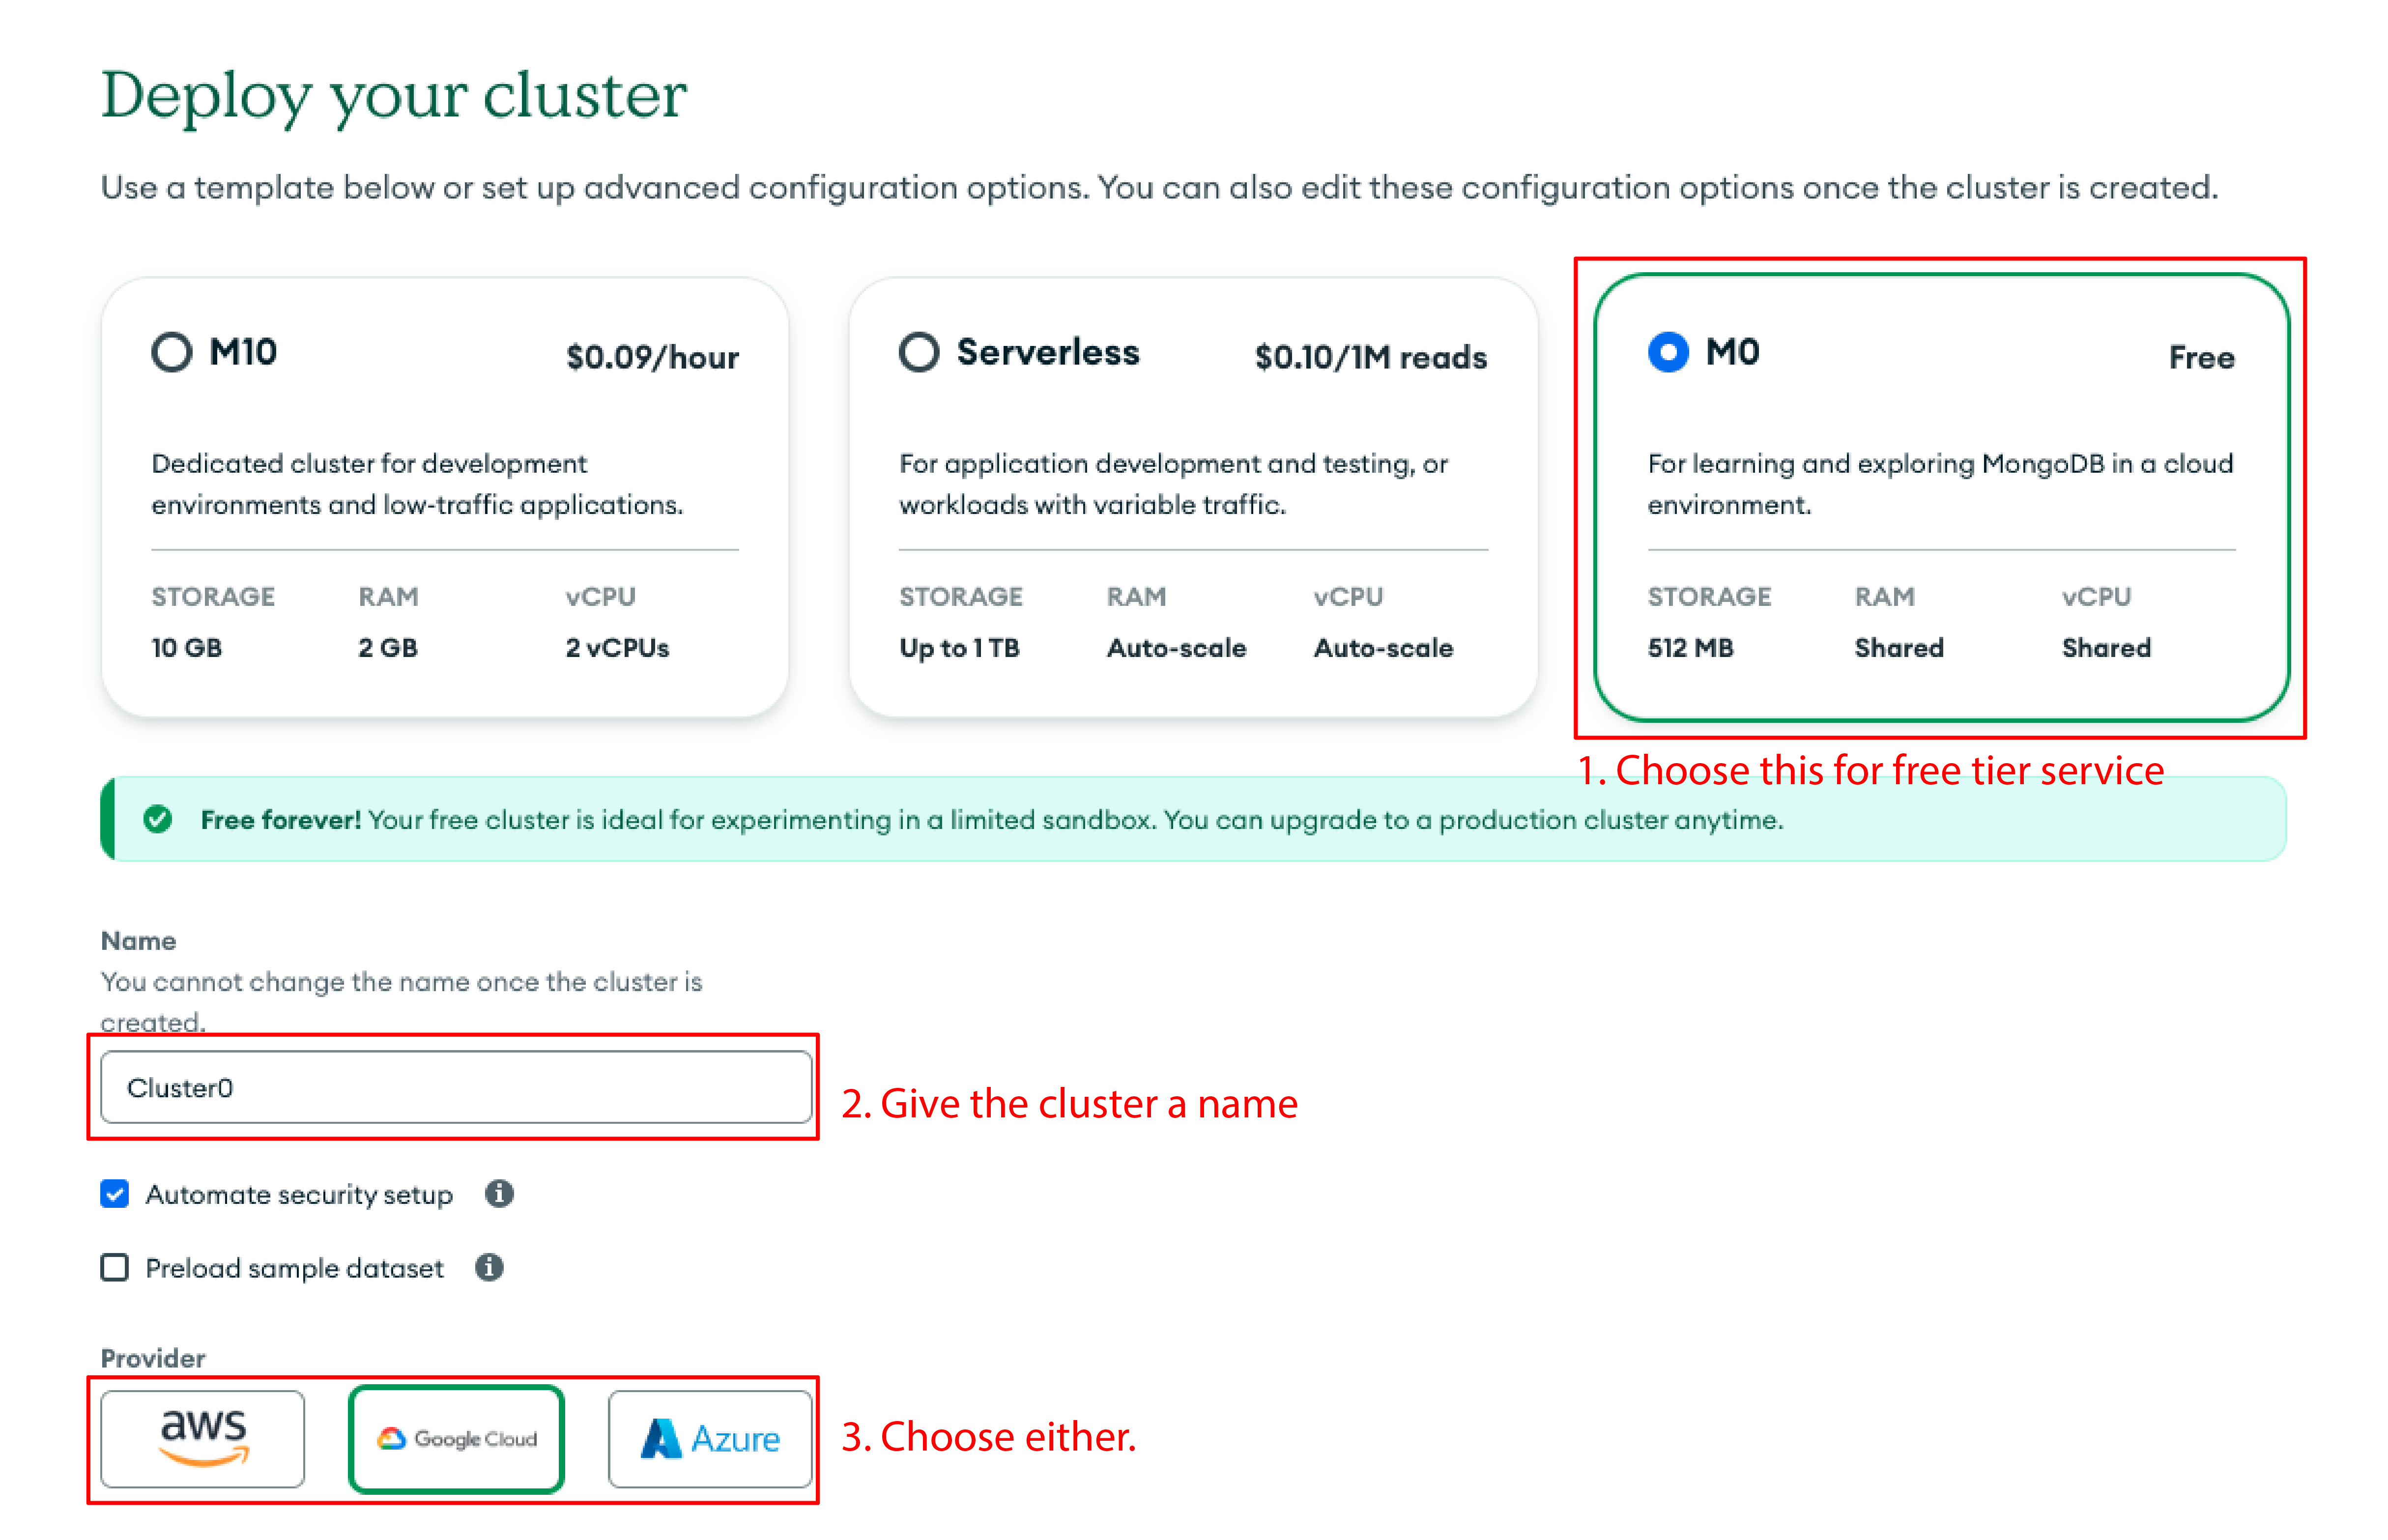 Deploy your cluster
Use a template below or set up advanced configuration options. You can also edit these configuration options once the cluster is created.
M10 $0.09/hour
Dedicated cluster for development
environments and low-traffic applications.
STORAGE RAM vCPU
10 GB 2 GB 2 vCPUs
Serverless $0.10/1M reads
For application development and testing, or
workloads with variable traffic.
STORAGE RAM vCPU
Up to 1 TB Auto-scale Auto-scale
M0 Free
For learning and exploring MongoDB in a cloud
environment.
STORAGE RAM vCPU
512 MB Shared Shared
1. Choose this for free tier service
Free forever! Your free cluster is ideal for experimenting in a limited sandbox. You can upgrade to a production cluster anytime.
Name
You cannot change the name once the cluster is
created.
Cluster0
2. Give the cluster a name
Automate security setup
Preload sample dataset
Provider
aws Google Cloud Azure
3. Choose either.